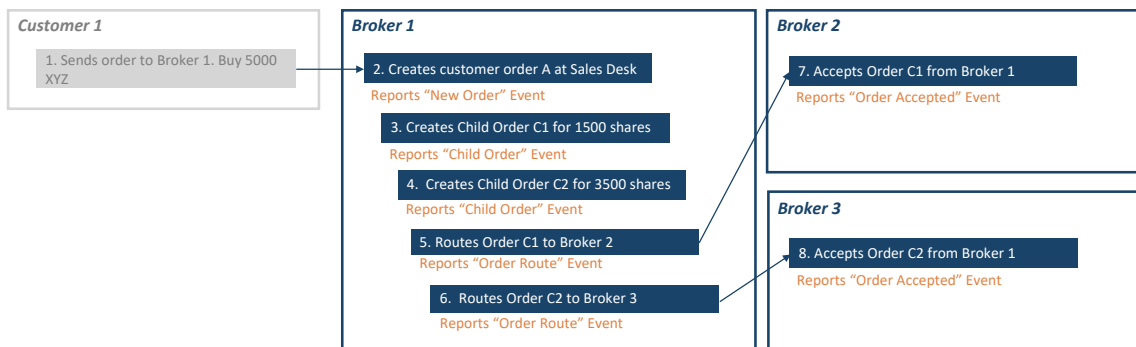 Customer 1
1. Sends order to Broker 1. Buy 5000
XYZ
Broker 1
2. Creates customer order A at Sales Desk
Reports “New Order” Event
3. Creates Child Order C1 for 1500 shares
Reports “Child Order” Event
4. Creates Child Order C2 for 3500 shares
Reports “Child Order” Event
5. Routes Order C1 to Broker 2
Reports “Order Route” Event
6. Routes Order C2 to Broker 3
Reports “Order Route” Event
Broker 2
7. Accepts Order C1 from Broker 1
Reports “Order Accepted” Event
Broker 3
8. Accepts Order C2 from Broker 1
Reports “Order Accepted” Event